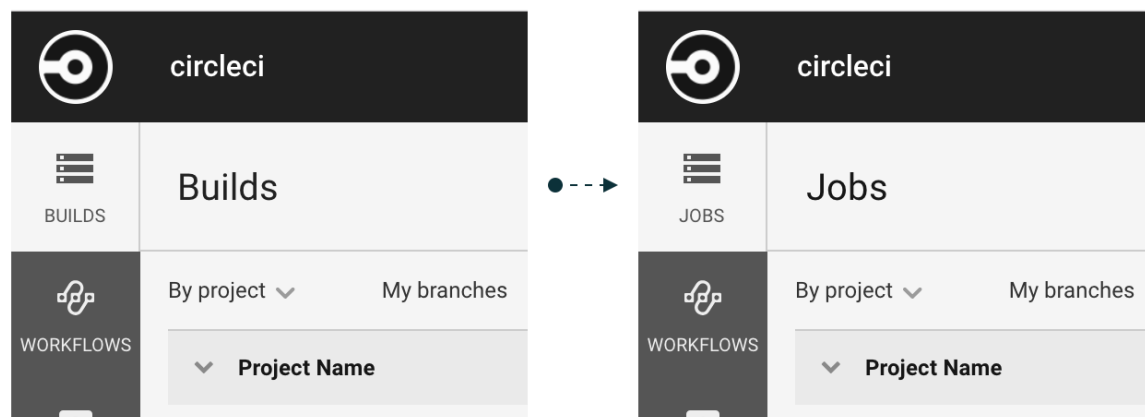 circleci
Builds
BUILDS
By project
My branches
WORKFLOWS
Project Name
circleci
Jobs
JOBS
By project
My branches
WORKFLOWS
Project Name